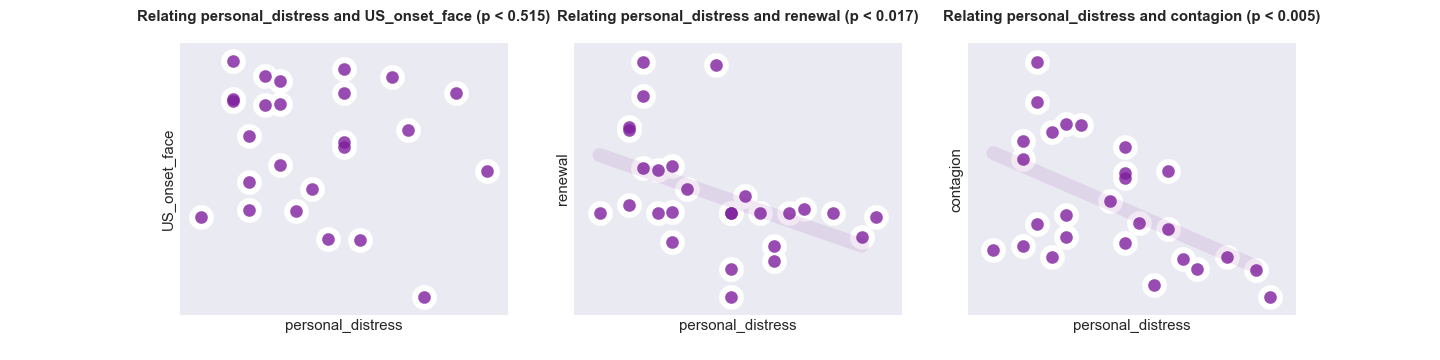 Relating personal_distress and US_onset_face (p < 0.515)
US_onset_face
personal_distress
Relating personal_distress and renewal (p < 0.017)
renewal
personal_distress
Relating personal_distress and contagion (p < 0.005)
contagion
personal_distress